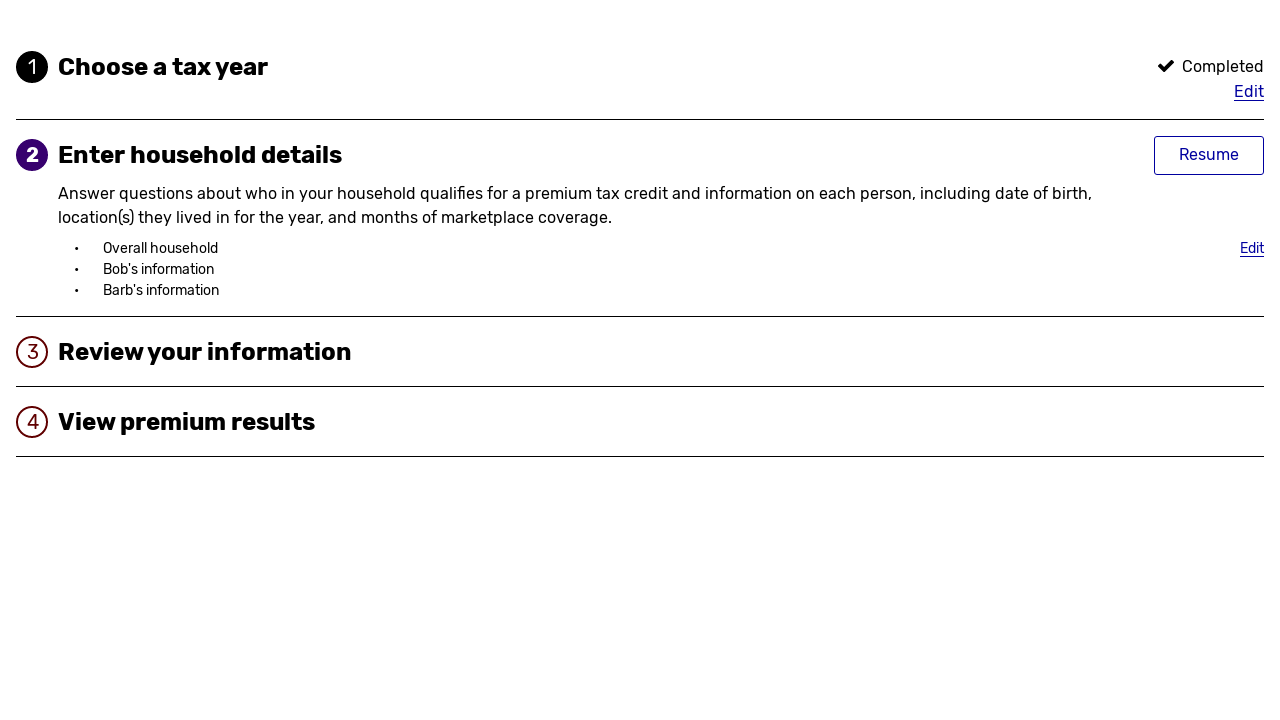 1 Choose a tax year
Completed
Edit
2 Enter household details
Resume
Answer questions about who in your household qualifies for a premium tax credit and information on each person, including date of birth,
location(s) they lived in for the year, and months of marketplace coverage.
• Overall household
Edit
• Bob's information
• Barb's information
3 Review your information
4 View premium results